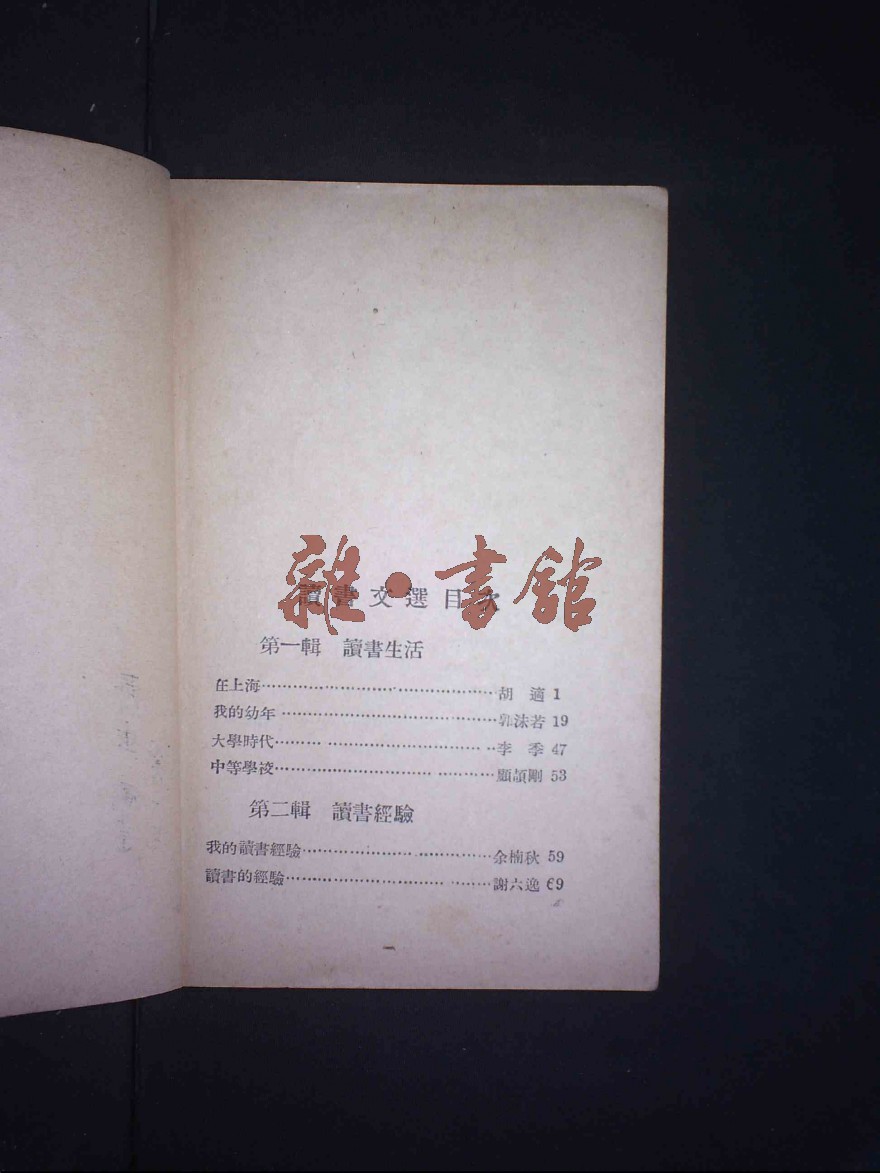 雜·書館
讀書文選目次
第一輯 讀書生活
在上海……胡適 1
我的幼年……郭沫若 19
大學時代……李季 47
中等學校……顧頡剛 53
第二輯 讀書經驗
我的讀書經驗……余楠秋 59
讀書的經驗……謝六逸 69
一